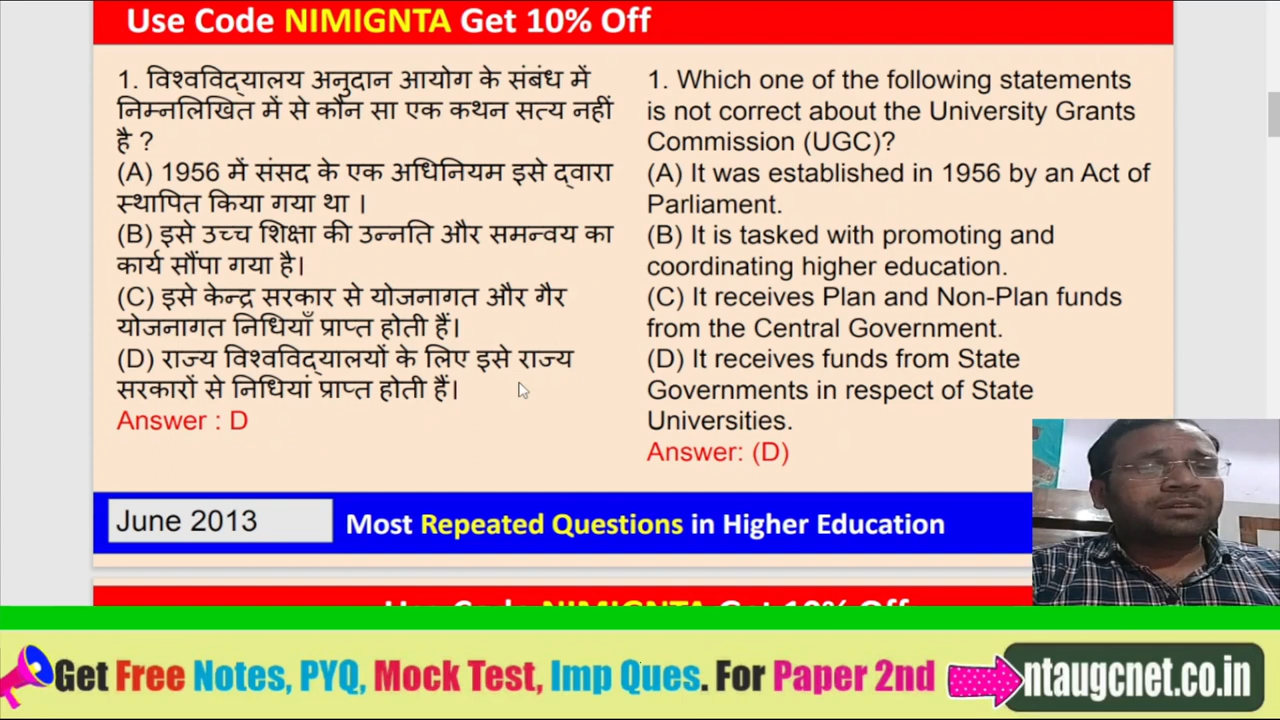 Use Code NIMIGNTA Get 10% Off
1. विश्वविद्यालय अनुदान आयोग के संबंध में
निम्नलिखित में से कौन सा एक कथन सत्य नहीं
है ?
(A) 1956 में संसद के एक अधिनियम इसे द्वारा
स्थापित किया गया था ।
(B) इसे उच्च शिक्षा की उन्नति और समन्वय का
कार्य सौंपा गया है।
(C) इसे केन्द्र सरकार से योजनागत और गैर
योजनागत निधियाँ प्राप्त होती हैं।
(D) राज्य विश्वविद्यालयों के लिए इसे राज्य
सरकारों से निधियां प्राप्त होती हैं।
Answer : D
1. Which one of the following statements
is not correct about the University Grants
Commission (UGC)?
(A) It was established in 1956 by an Act of
Parliament.
(B) It is tasked with promoting and
coordinating higher education.
(C) It receives Plan and Non-Plan funds
from the Central Government.
(D) It receives funds from State
Governments in respect of State
Universities.
Answer: (D)
June 2013
Most Repeated Questions in Higher Education
Use Code NIMIGNTA Get 10% Off
Get Free Notes, PYQ, Mock Test, Imp Ques. For Paper 2nd
ntaugcnet.co.in